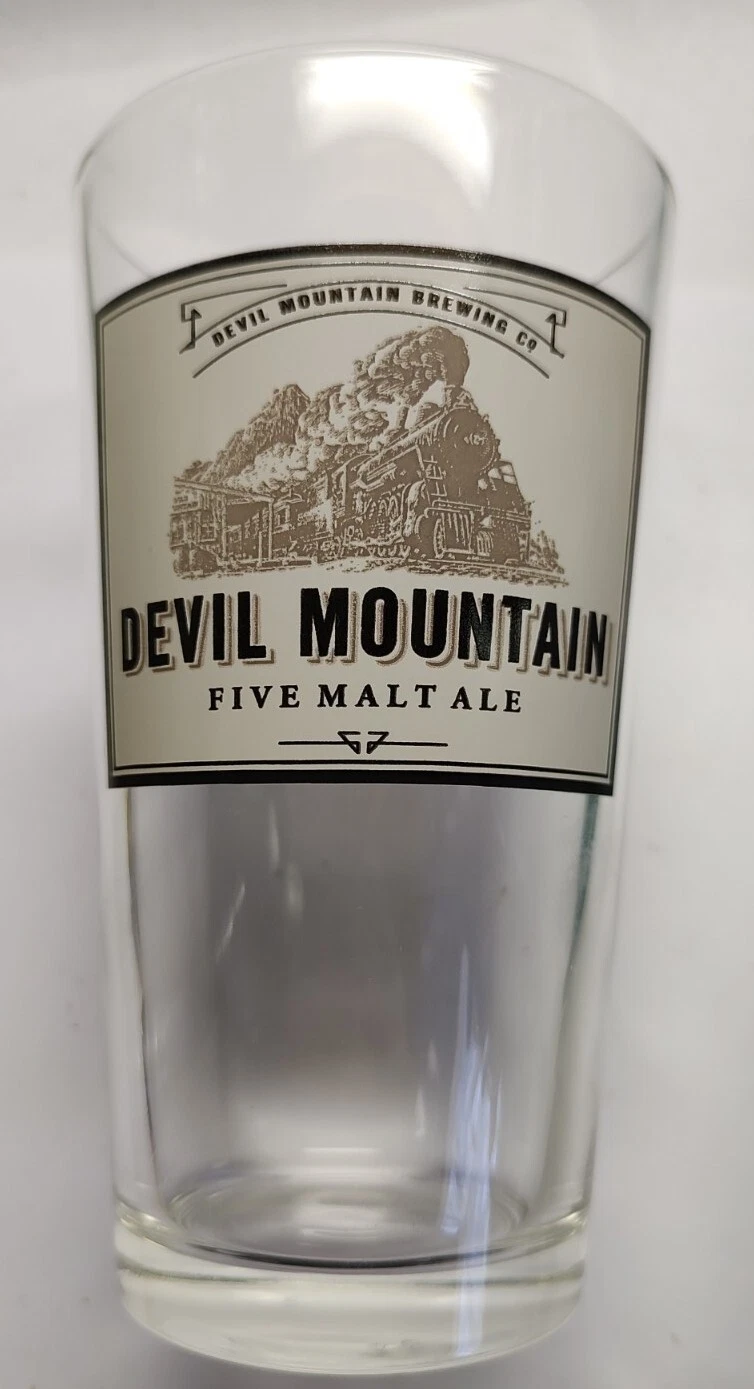 DEVIL MOUNTAIN BREWING CO
DEVIL MOUNTAIN
FIVE MALT ALE